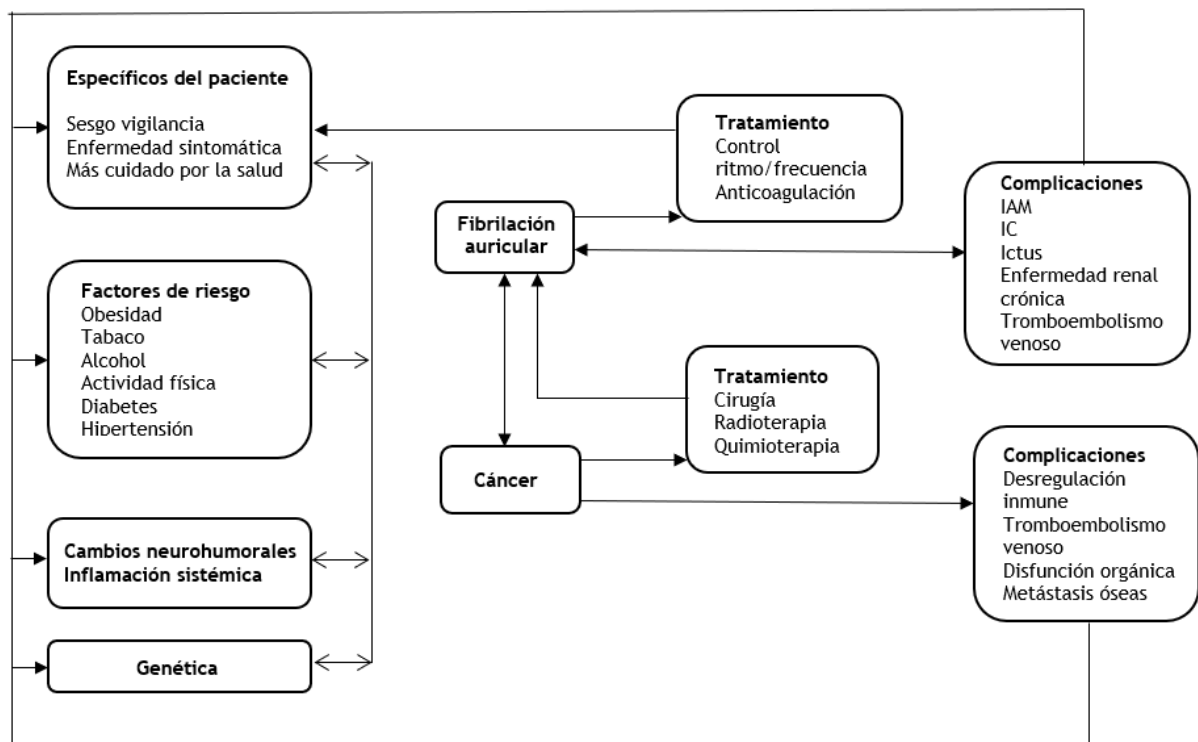 Específicos del paciente
Sesgo vigilancia
Enfermedad sintomática
Más cuidado por la salud
Factores de riesgo
Obesidad
Tabaco
Alcohol
Actividad física
Diabetes
Hipertensión
Cambios neurohumorales
Inflamación sistémica
Genética
Fibrilación
auricular
Cáncer
Tratamiento
Control
ritmo/frecuencia
Anticoagulación
Tratamiento
Cirugía
Radioterapia
Quimioterapia
Complicaciones
IAM
IC
Ictus
Enfermedad renal
crónica
Tromboembolismo
venoso
Complicaciones
Desregulación
inmune
Tromboembolismo
venoso
Disfunción orgánica
Metástasis óseas